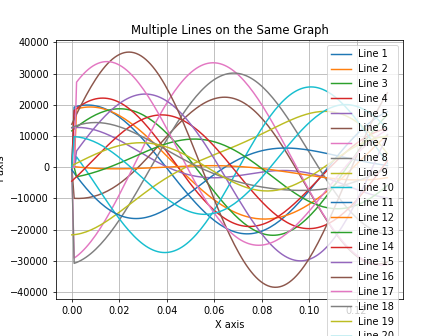 Multiple Lines on the Same Graph
40000
30000
20000
10000
0
−10000
−20000
−30000
−40000
0.00
0.02
0.04
0.06
0.08
0.10
X axis
Line 1
Line 2
Line 3
Line 4
Line 5
Line 6
Line 7
Line 8
Line 9
Line 10
Line 11
Line 12
Line 13
Line 14
Line 15
Line 16
Line 17
Line 18
Line 19
Line 20